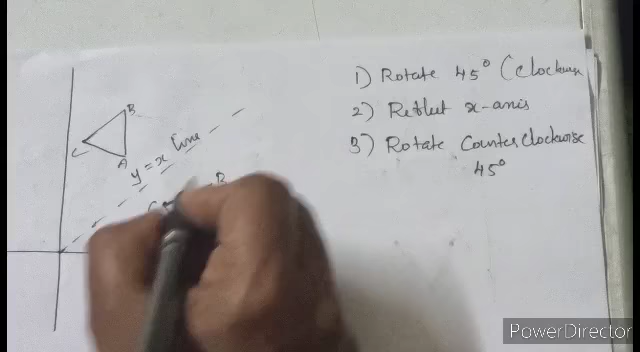 1) Rotate 45° (Clockwise
2) Reflect x-axis
3) Rotate Counterclockwise
45°
B
C
A
y = x line
B
C
PowerDirector